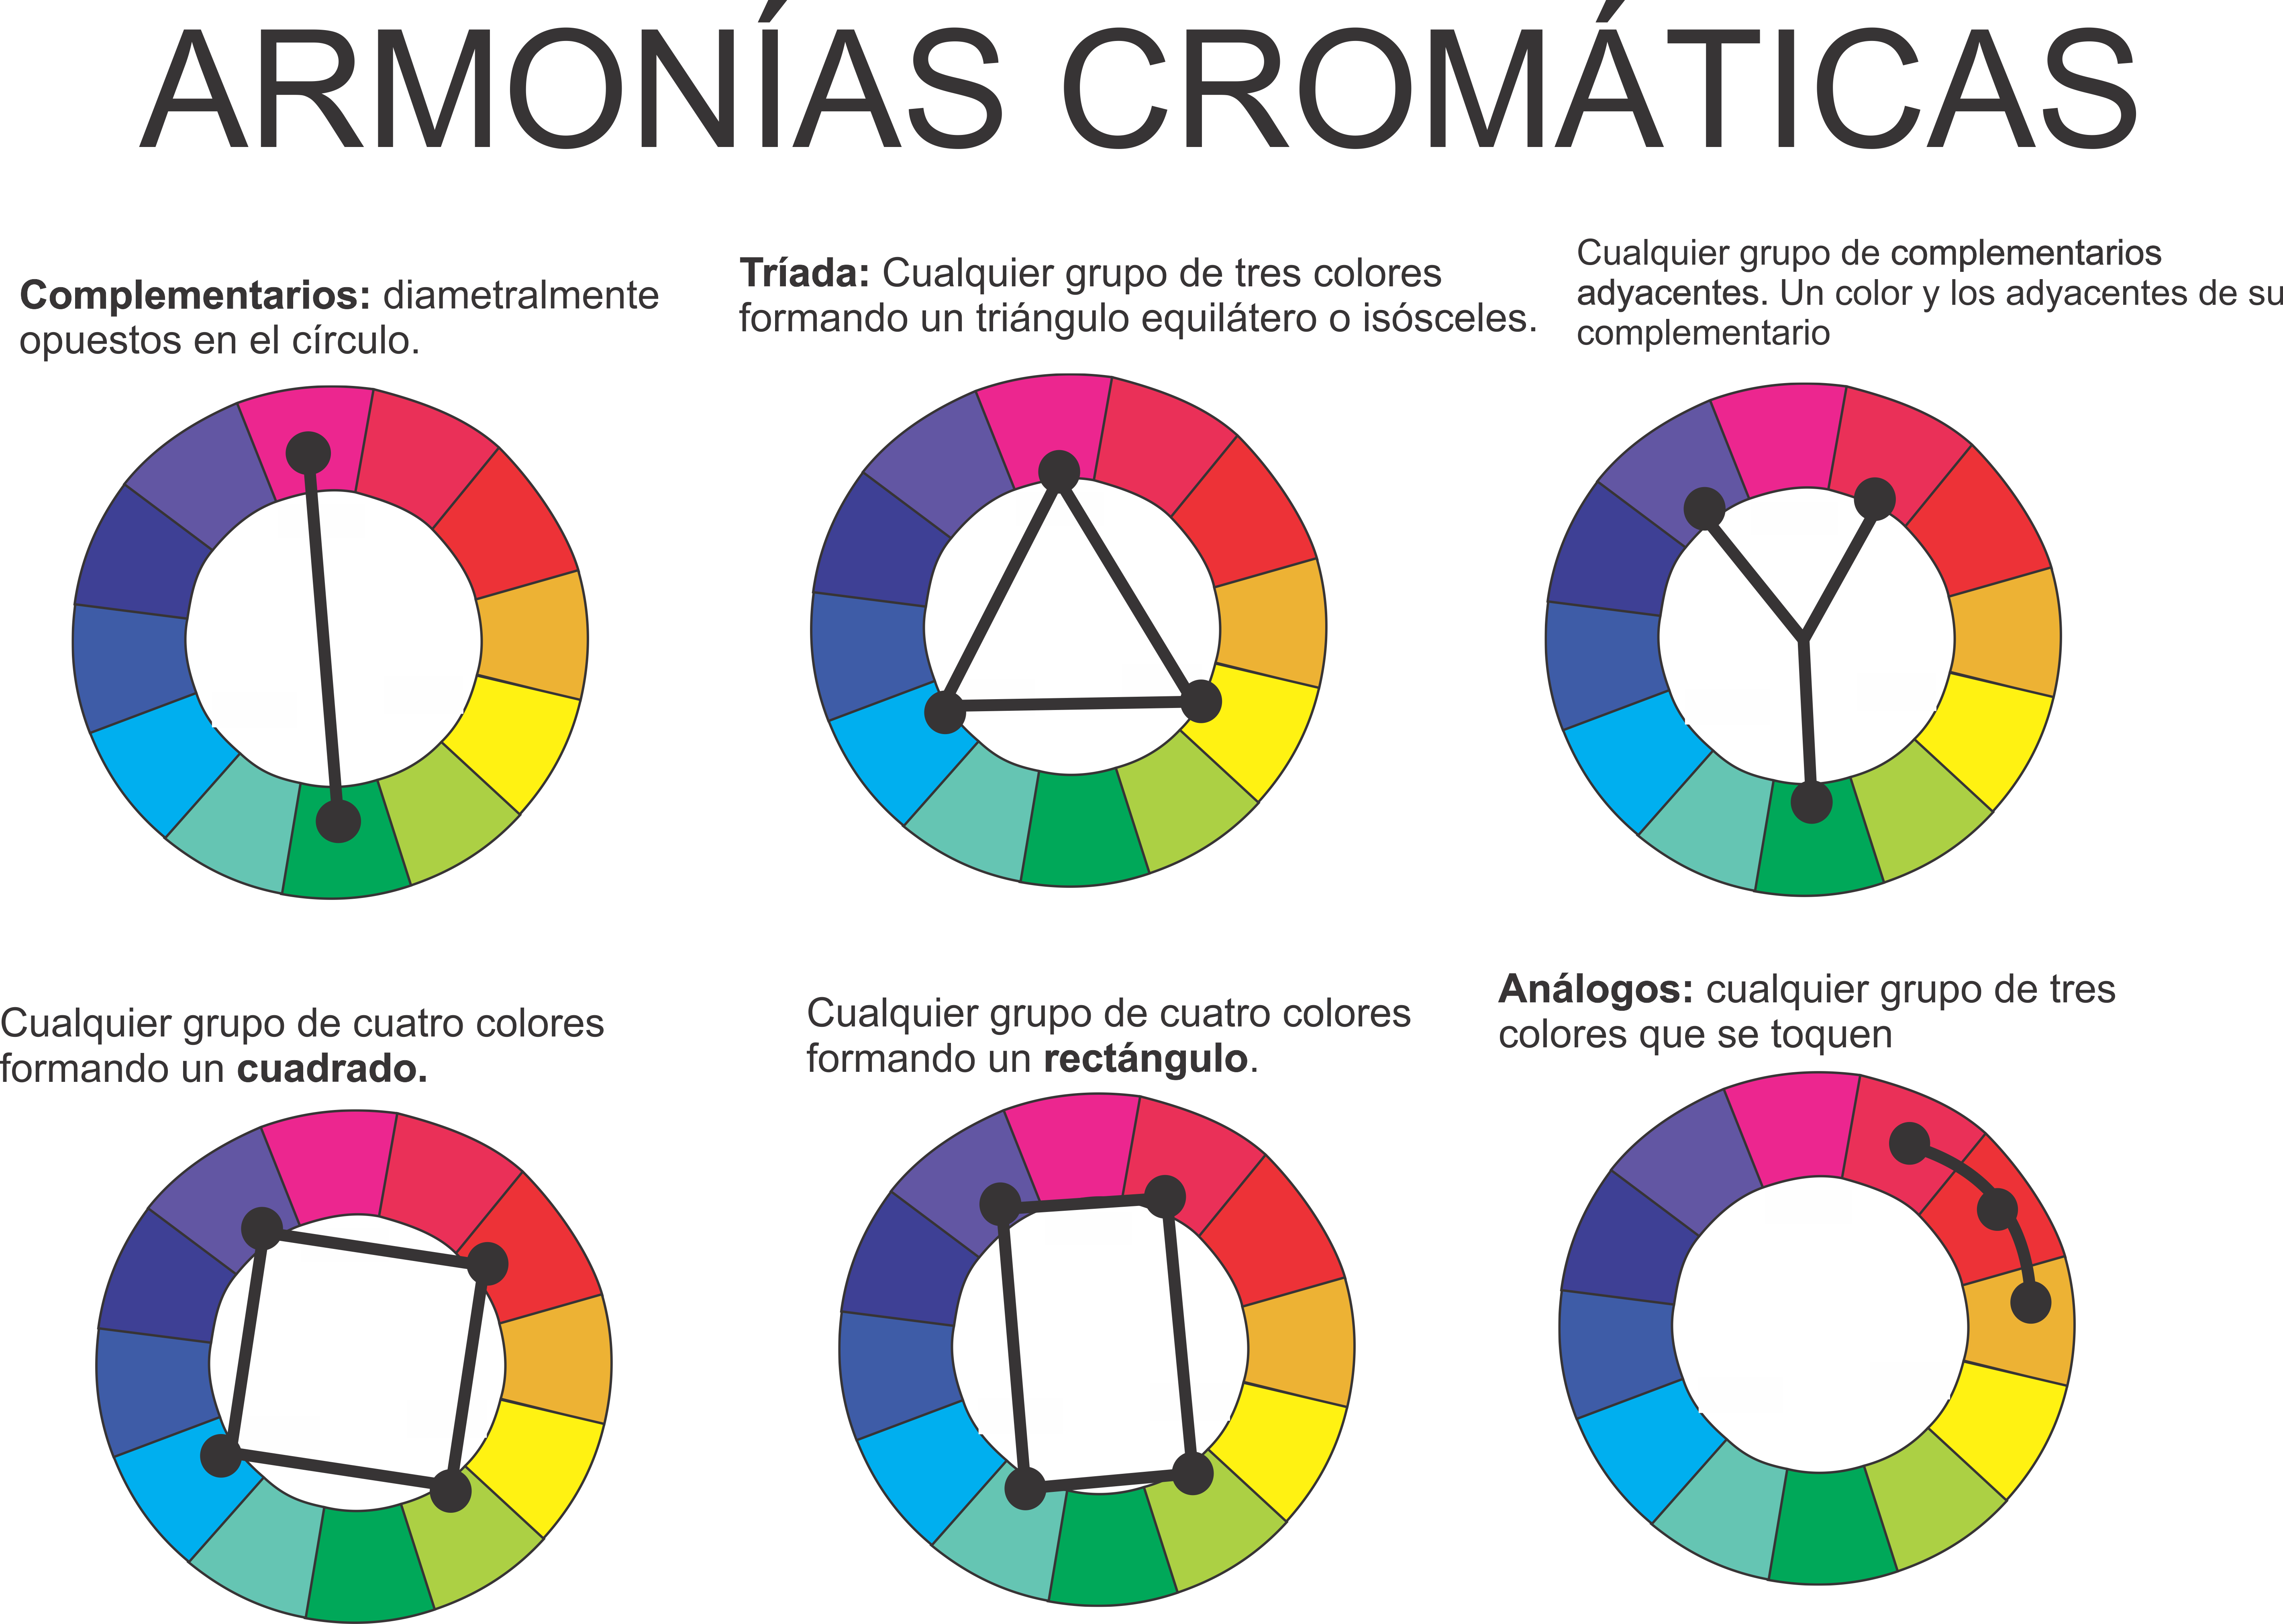 ARMONÍAS CROMÁTICAS
Complementarios: diametralmente
opuestos en el círculo.
Tríada: Cualquier grupo de tres colores
formando un triángulo equilátero o isósceles.
Cualquier grupo de complementarios
adyacentes. Un color y los adyacentes de su
complementario
Cualquier grupo de cuatro colores
formando un cuadrado.
Cualquier grupo de cuatro colores
formando un rectángulo.
Análogos: cualquier grupo de tres
colores que se toquen